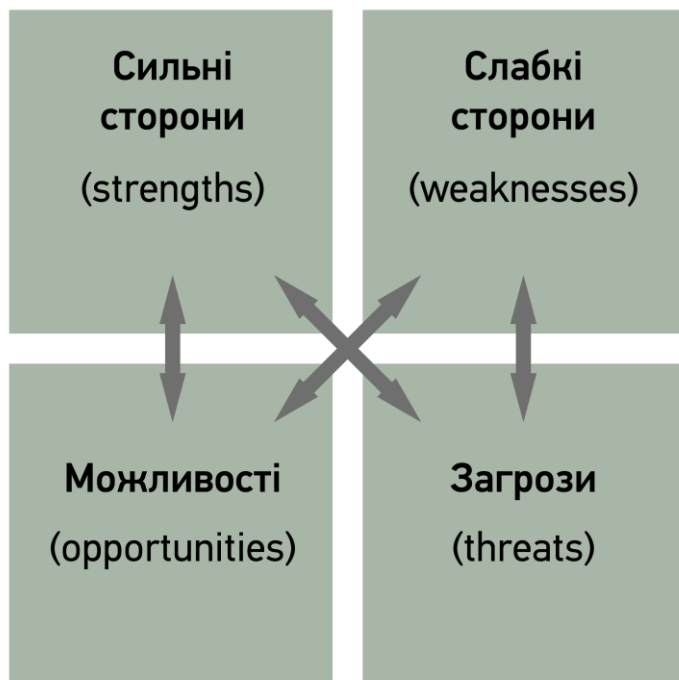 Сильні
сторони
(strengths)
Слабкі
сторони
(weaknesses)
Можливості
(opportunities)
Загрози
(threats)